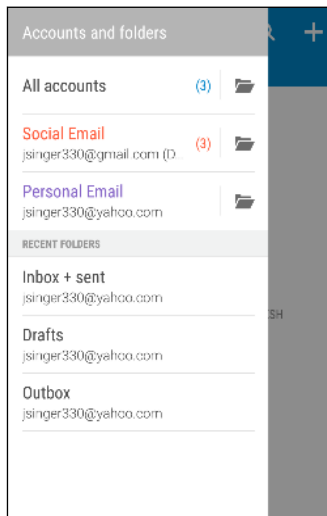 Accounts and folders
All accounts (3)
Social Email
jsinger330@gmail.com (D... (3)
Personal Email
jsinger330@yahoo.com
RECENT FOLDERS
Inbox + sent
jsinger330@yahoo.com
Drafts
jsinger330@yahoo.com
SH
Outbox
jsinger330@yahoo.com